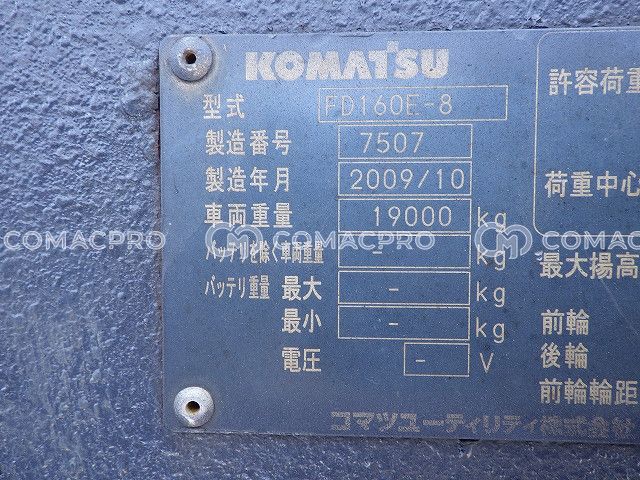 KOMATSU
型式 FD160E-8
製造番号 7507
製造年月 2009/10
車両重量 19000 kg
バッテリを除く車両重量 - kg
バッテリ重量 最大 - kg
最小 - kg
電圧 - V
コマツユーティリティ株式会社
許容荷重
荷重中心
最大揚高
前輪
後輪
前輪輪距
COMACPRO COMACPRO COMACPRO